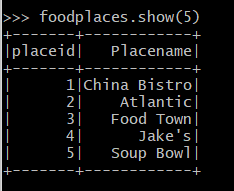 >>> foodplaces.show(5)
+-------+------------+
|placeid|   Placename|
+-------+------------+
|      1|China Bistro|
|      2|    Atlantic|
|      3|   Food Town|
|      4|      Jake's|
|      5|   Soup Bowl|
+-------+------------+